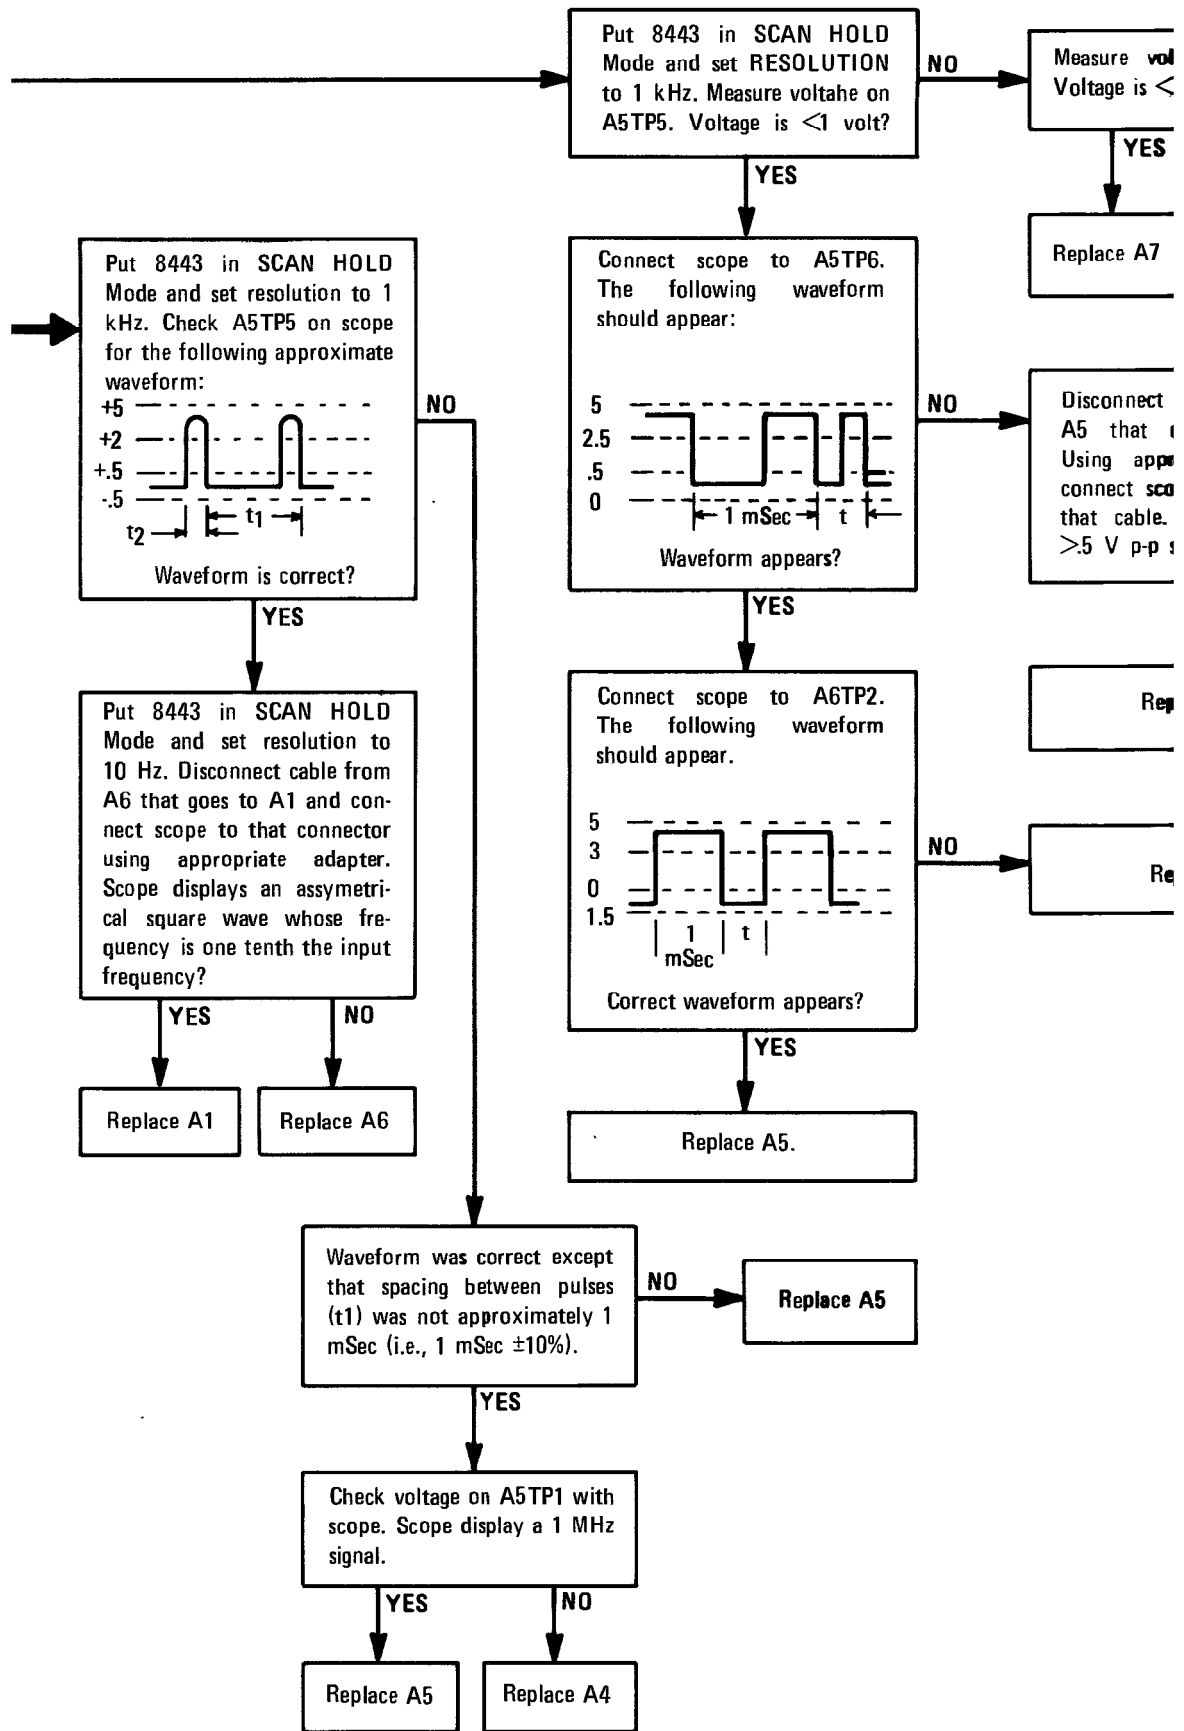 Put 8443 in SCAN HOLD
Mode and set RESOLUTION
to 1 kHz. Measure voltahe on
A5TP5. Voltage is <1 volt?
NO
Measure
Voltage is <
YES
YES
Replace A7
Put 8443 in SCAN HOLD
Mode and set resolution to 1
kHz. Check A5TP5 on scope
for the following approximate
waveform:
+5
+2
+.5
-.5
t1
t2
Waveform is correct?
NO
YES
Connect scope to A5TP6.
The following waveform
should appear:
5
2.5
.5
0
1 mSec
t
Waveform appears?
NO
YES
Disconnect
A5 that
Using
connect
that cable.
>.5 V p-p
Put 8443 in SCAN HOLD
Mode and set resolution to
10 Hz. Disconnect cable from
A6 that goes to A1 and con-
nect scope to that connector
using appropriate adapter.
Scope displays an assymetri-
cal square wave whose fre-
quency is one tenth the input
frequency?
YES
NO
Replace A1
Replace A6
Connect scope to A6TP2.
The following waveform
should appear.
5
3
0
1.5
1
mSec
t
Correct waveform appears?
NO
YES
Replace A5.
Waveform was correct except
that spacing between pulses
(t1) was not approximately 1
mSec (i.e., 1 mSec ±10%).
NO
Replace A5
YES
Check voltage on A5TP1 with
scope. Scope display a 1 MHz
signal.
YES
NO
Replace A5
Replace A4